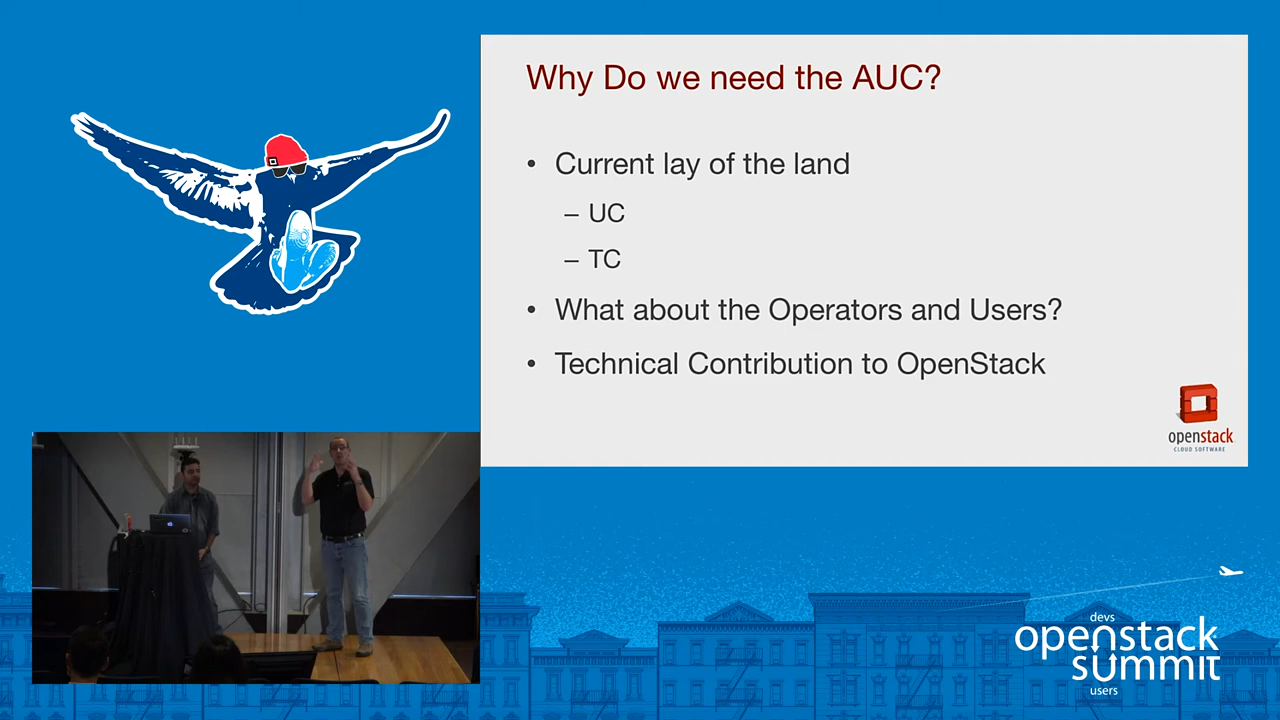 Why Do we need the AUC?
• Current lay of the land
– UC
– TC
• What about the Operators and Users?
• Technical Contribution to OpenStack
openstack
CLOUD SOFTWARE
devs
openstack
summit
users